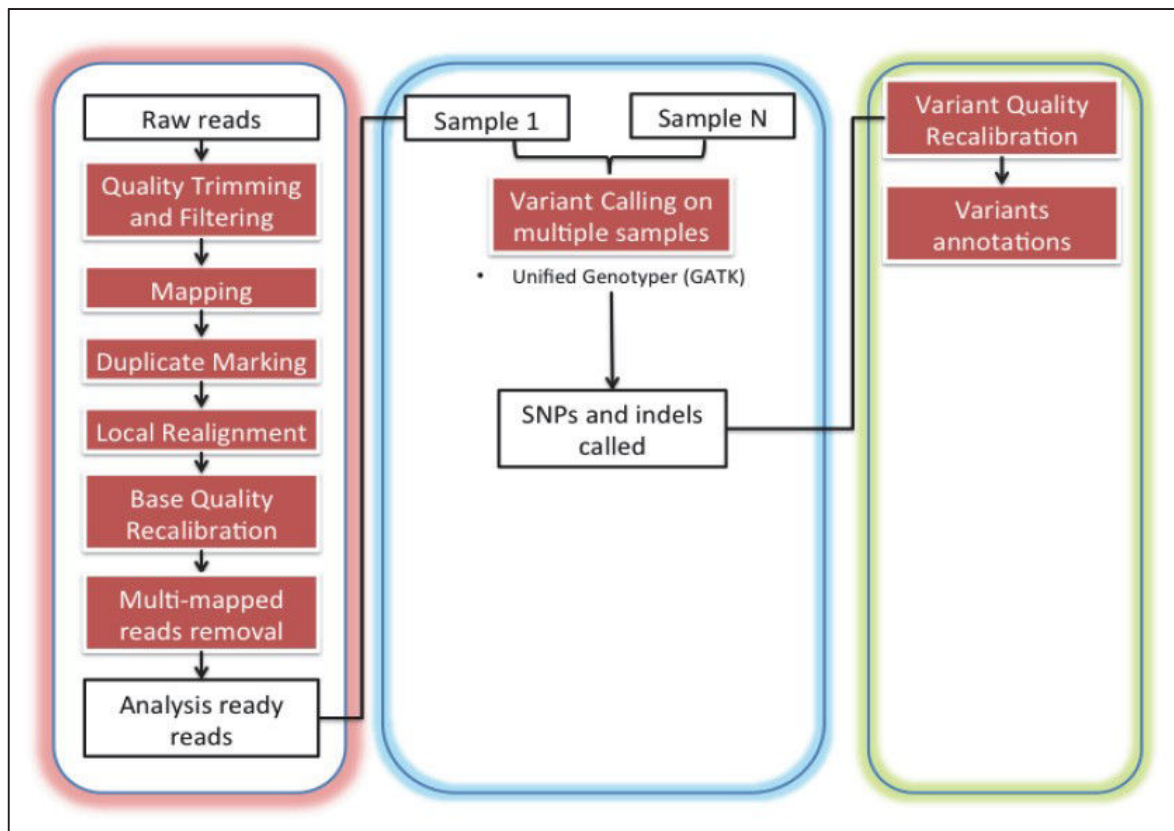 Raw reads
Quality Trimming
and Filtering
Mapping
Duplicate Marking
Local Realignment
Base Quality
Recalibration
Multi-mapped
reads removal
Analysis ready
reads
Sample 1
Sample N
Variant Calling on
multiple samples
• Unified Genotyper (GATK)
SNPs and indels
called
Variant Quality
Recalibration
Variants
annotations